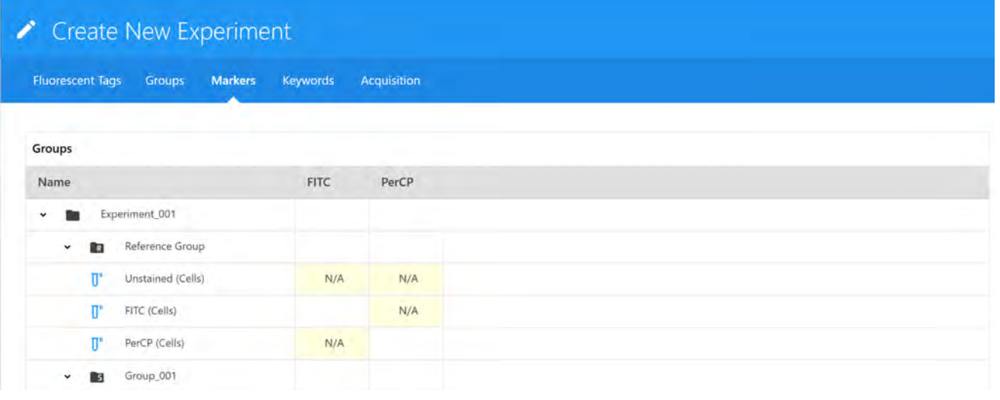 Create New Experiment
Fluorescent Tags Groups Markers Keywords Acquisition
Groups
Name FITC PerCP
Experiment_001
R Reference Group
Unstained (Cells) N/A N/A
FITC (Cells) N/A
PerCP (Cells) N/A
S Group_001